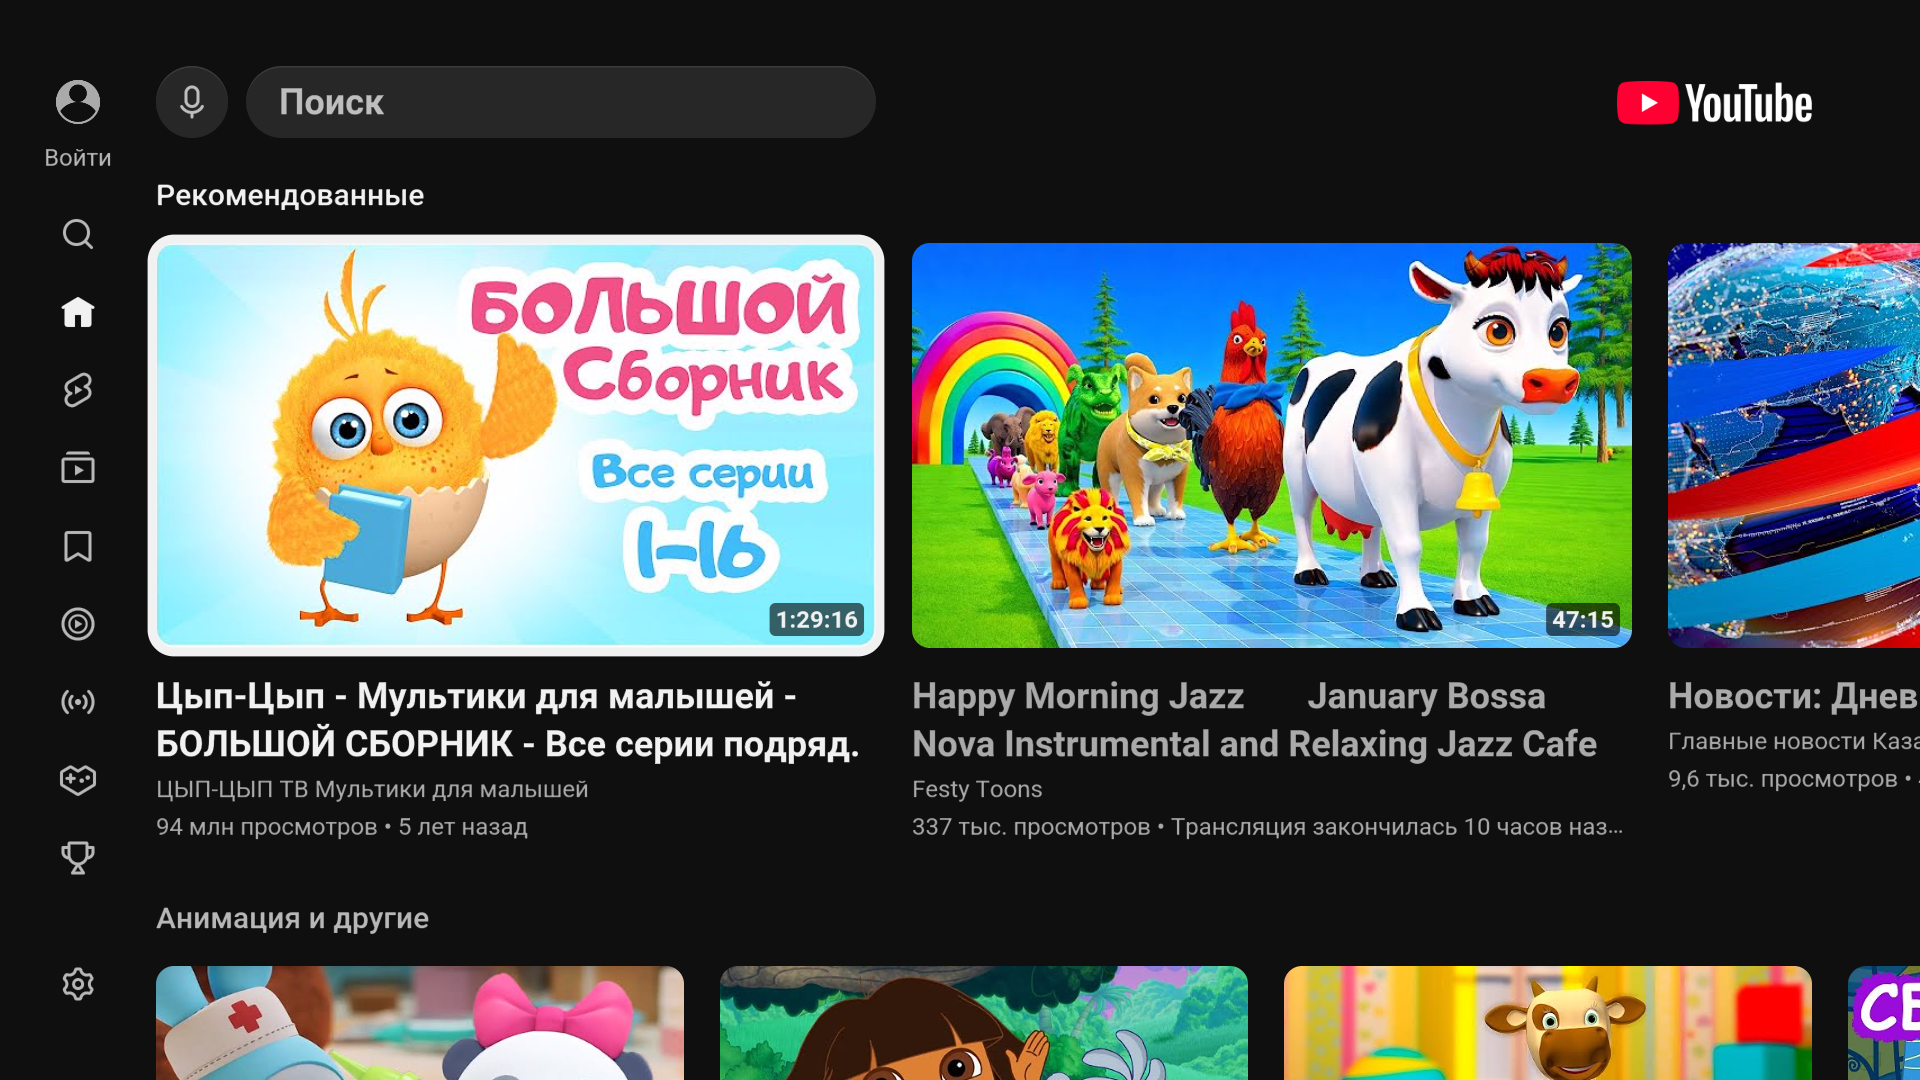 Поиск
YouTube
Войти
Рекомендованные
БОЛЬШОЙ
Сборник
Все серии
1-16
1:29:16
47:15
Цып-Цып - Мультики для малышей -
БОЛЬШОЙ СБОРНИК - Все серии подряд.
ЦЫП-ЦЫП ТВ Мультики для малышей
94 млн просмотров • 5 лет назад
Happy Morning Jazz January Bossa
Nova Instrumental and Relaxing Jazz Cafe
Festy Toons
337 тыс. просмотров • Трансляция закончилась 10 часов наз...
Новости: Днев
Главные новости Каза
9,6 тыс. просмотров •
Анимация и другие